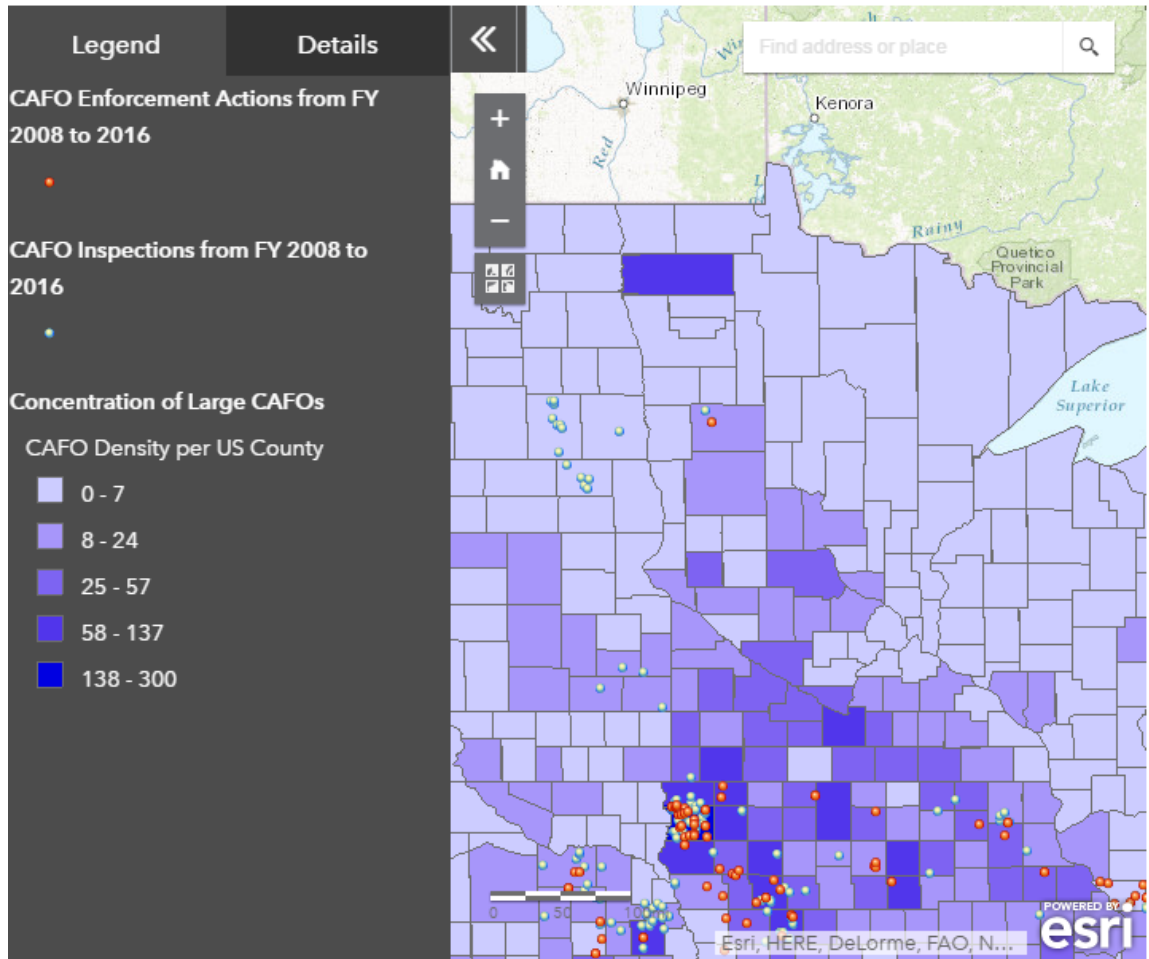 Legend
Details
CAFO Enforcement Actions from FY
2008 to 2016
CAFO Inspections from FY 2008 to
2016
Concentration of Large CAFOs
CAFO Density per US County
0 - 7
8 - 24
25 - 57
58 - 137
138 - 300
Find address or place
Winnipeg
Kenora
Red
Rainy
Quetico
Provincial
Park
Lake
Superior
0
50
POWERED BY
esri
Esri, HERE, DeLorme, FAO, N...